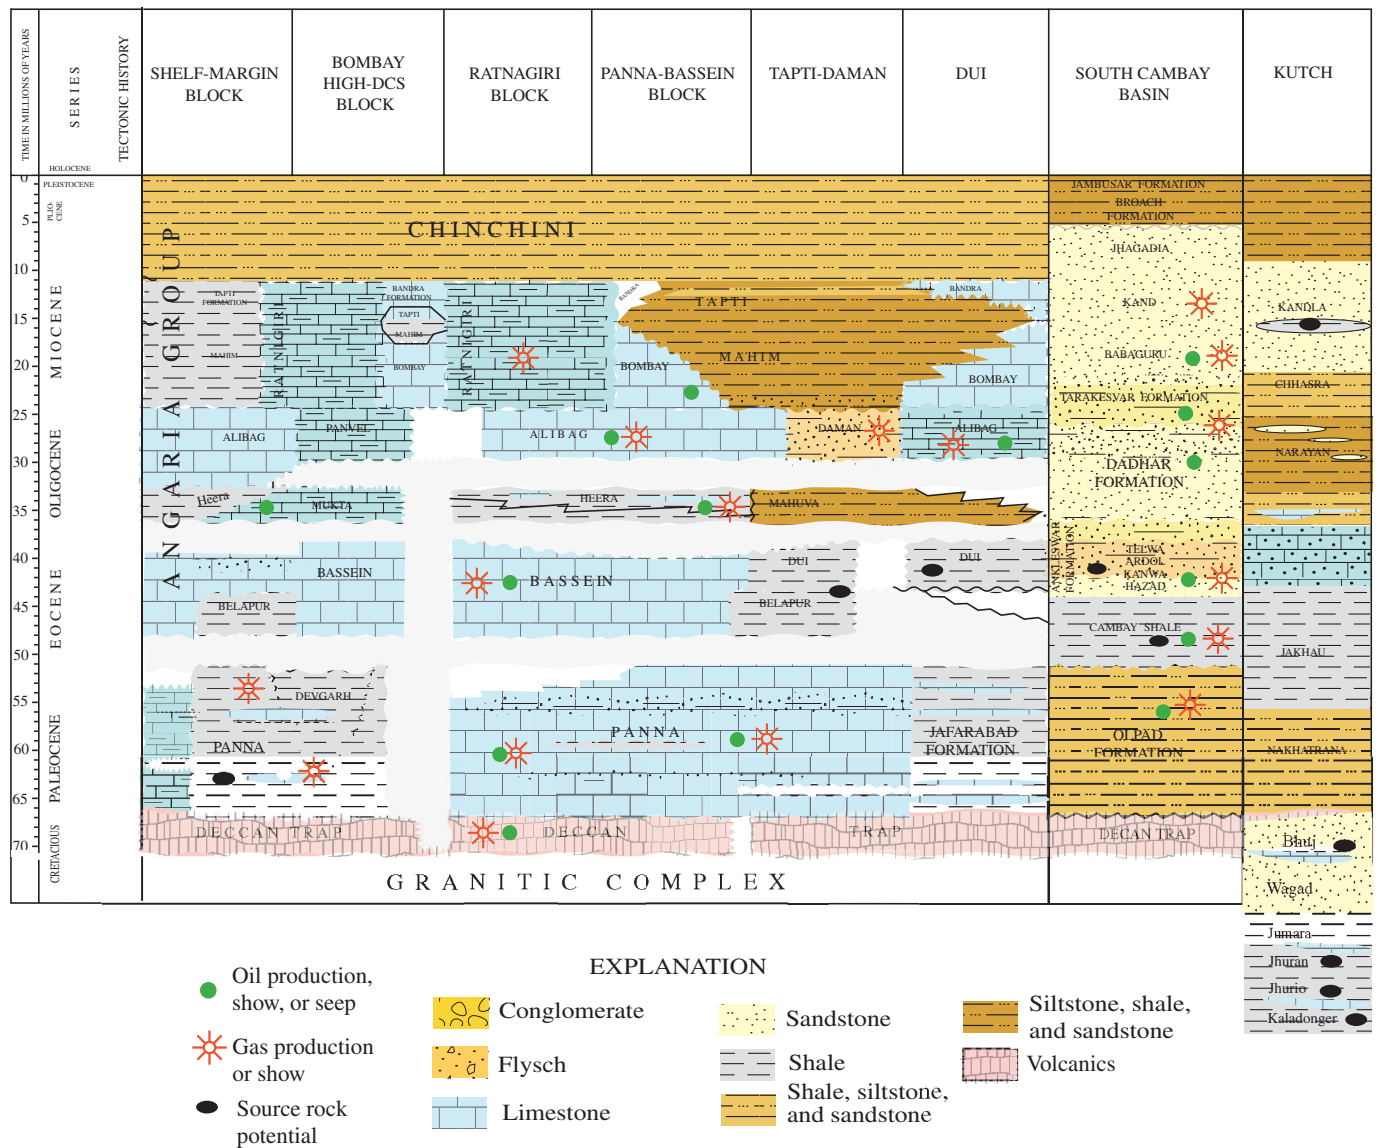 TIME IN MILLIONS OF YEARS
SERIES
TECTONIC HISTORY
SHELF-MARGIN
BLOCK
BOMBAY
HIGH-DCS
BLOCK
RATNAGIRI
BLOCK
PANNA-BASSEIN
BLOCK
TAPTI-DAMAN
DUI
SOUTH CAMBAY
BASIN
KUTCH
HOLOCENE
PLEISTOCENE
PLIO-
CENE
MIOCENE
OLIGOCENE
EOCENE
PALEOCENE
CRETACIOUS
0
5
10
15
20
25
30
35
40
45
50
55
60
65
70
ANGARIA GROUP
CHINCHINI
TAPTI
FORMATION
MAHIM
RATNIGIRI
BANDRA
FORMATION
TAPTI
MAHIM
BOMBAY
RATNIGIRI
BANDRA
TAPTI
MAHIM
BOMBAY
BANDRA
BOMBAY
ALIBAG
PANVEL
ALIBAG
DAMAN
ALIBAG
Heera
MUKTA
HEERA
MAHUVA
BASSEIN
BELAPUR
BASSEIN
DUI
BELAPUR
DUI
DEVGARH
PANNA
PANNA
JAFARABAD
FORMATION
DECCAN TRAP
DECCAN
TRAP
DECAN TRAP
GRANITIC COMPLEX
JAMBUSAR FORMATION
BROACH
FORMATION
JHAGADIA
KAND
BABAGURU
TARAKESVAR FORMATION
DADHAR
FORMATION
ANKLESWAR
FORMATION
TELWA
ARDOL
KANWA
HAZAD
CAMBAY SHALE
OLPAD
FORMATION
KANDLA
CHHASRA
NARAYAN
JAKHAU
NAKHATRANA
Bhuj
Wagad
Jumara
Jhuran
Jhurio
Kaladonger
EXPLANATION
Oil production,
show, or seep
Gas production
or show
Source rock
potential
Conglomerate
Flysch
Limestone
Sandstone
Shale
Shale, siltstone,
and sandstone
Siltstone, shale,
and sandstone
Volcanics